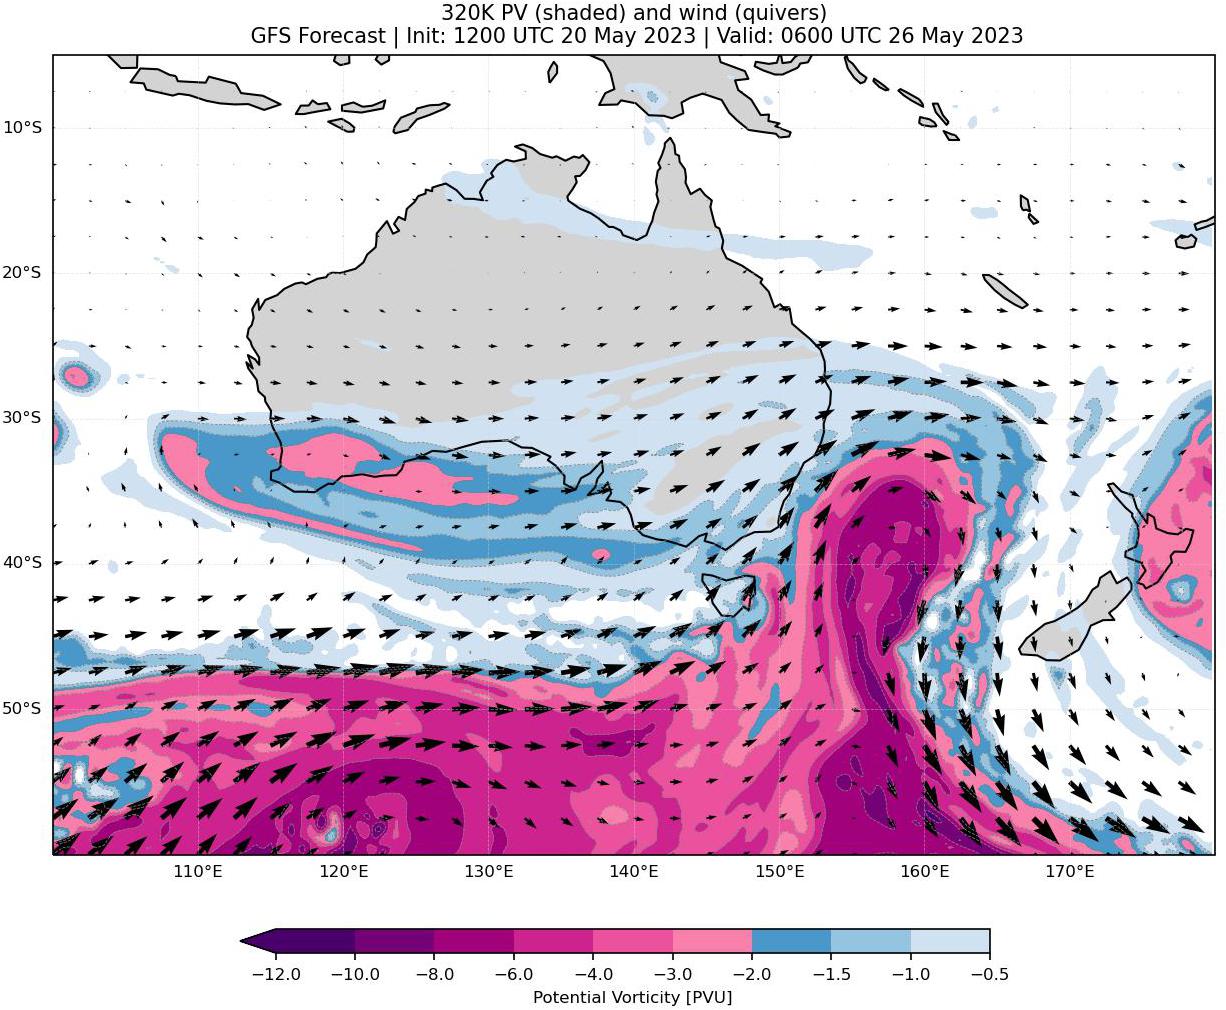 320K PV (shaded) and wind (quivers)
GFS Forecast | Init: 1200 UTC 20 May 2023 | Valid: 0600 UTC 26 May 2023
10°S
20°S
30°S
40°S
50°S
110°E 120°E 130°E 140°E 150°E 160°E 170°E
−12.0 −10.0 −8.0 −6.0 −4.0 −3.0 −2.0 −1.5 −1.0 −0.5
Potential Vorticity [PVU]